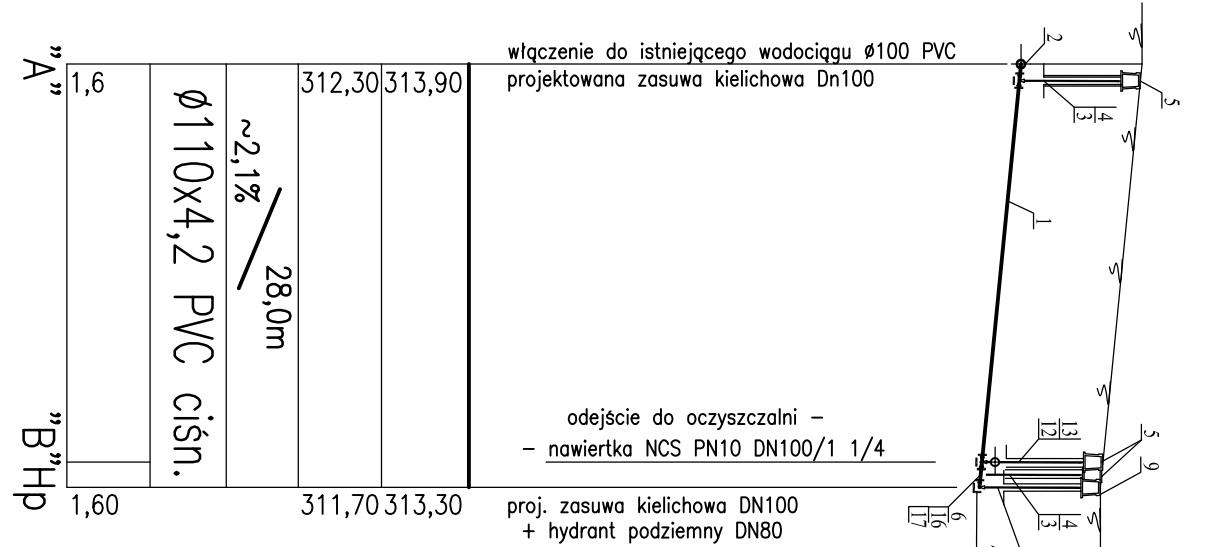 włączenie do istniejącego wodociągu ø100 PVC
projektowana zasuwa kielichowa Dn100
"A"
1,6
312,30
313,90
ø110x4,2 PVC ciśn.
~2,1%
28,0m
2
5
4
3
1
odejście do oczyszczalni –
– nawiertka NCS PN10 DN100/1 1/4
13
12
5
9
"B"Hp
1,60
311,70
313,30
proj. zasuwa kielichowa DN100
+ hydrant podziemny DN80
6
16
17
4
3